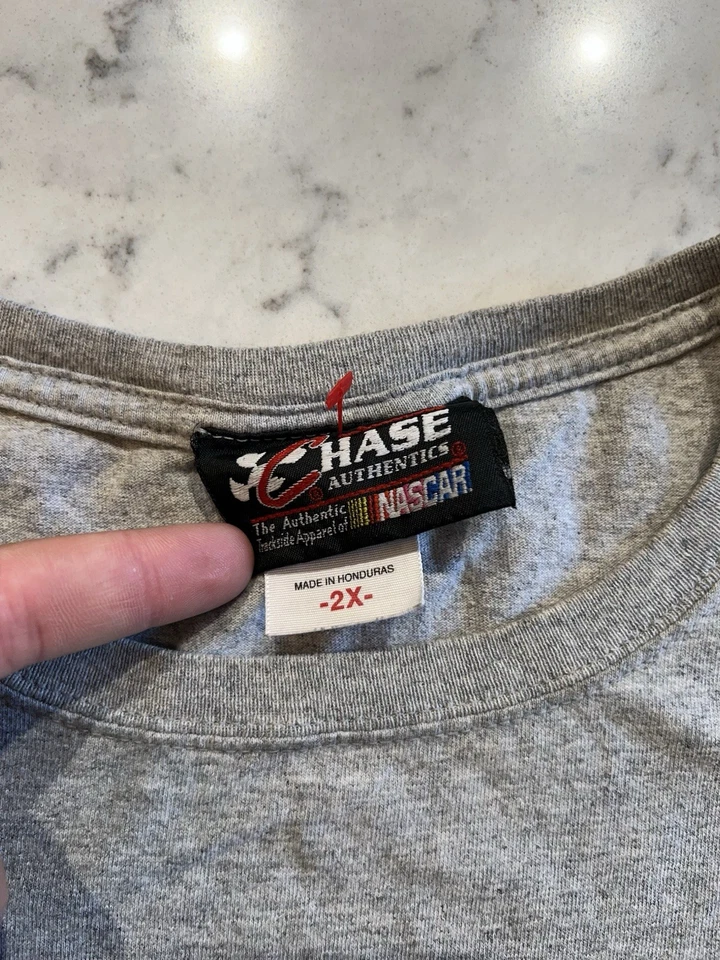 CHASE
AUTHENTICS®
®
The Authentic
Trackside Apparel of
NASCAR
MADE IN HONDURAS
-2X-